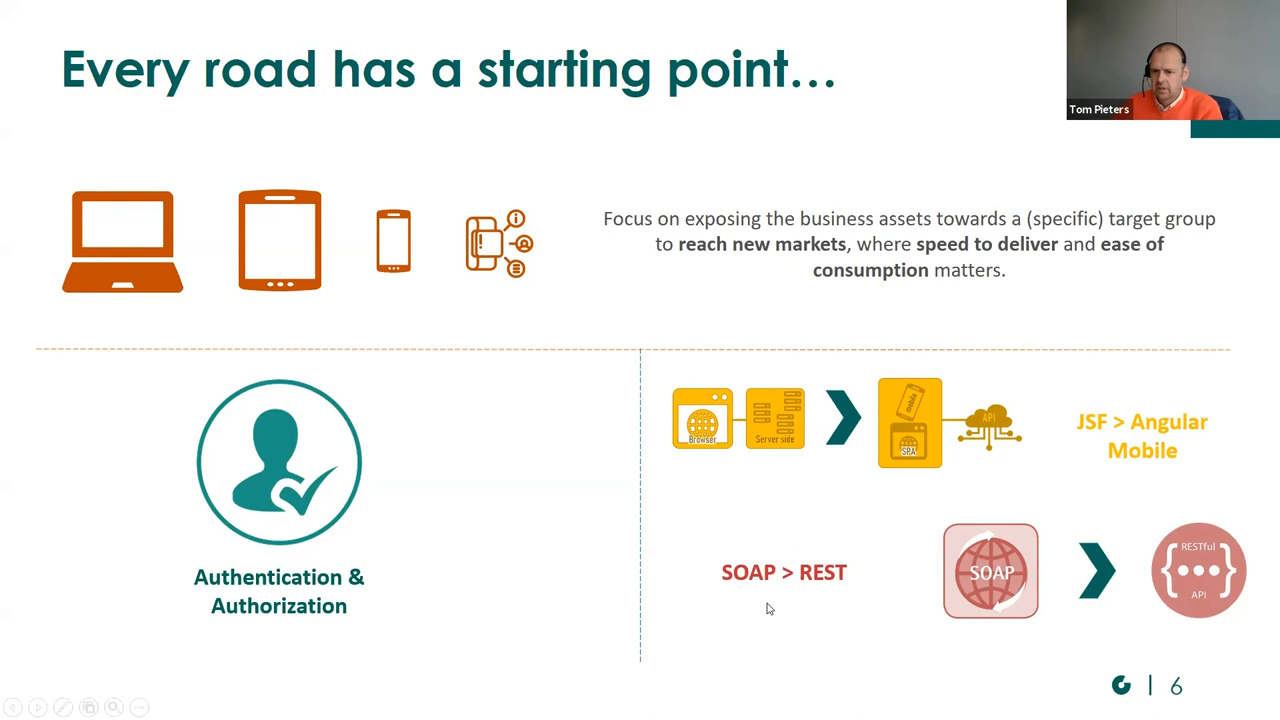 Every road has a starting point...
Tom Pieters
Focus on exposing the business assets towards a (specific) target group
to reach new markets, where speed to deliver and ease of
consumption matters.
Browser
Server side
mobile
SPA
API
JSF > Angular
Mobile
Authentication &
Authorization
SOAP > REST
SOAP
RESTful
API
6